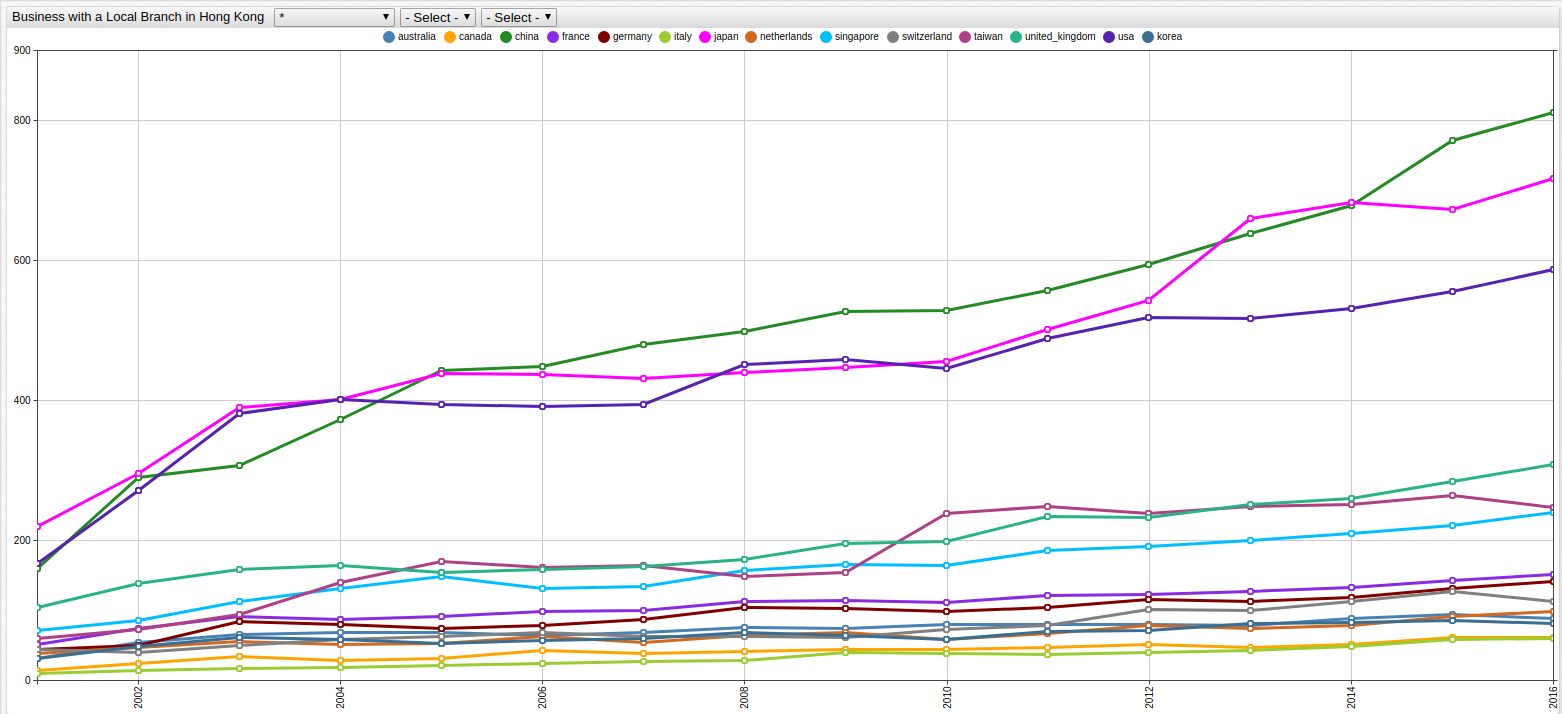 Business with a Local Branch in Hong Kong * ▼ - Select - ▼ - Select - ▼
australia canada china france germany italy japan netherlands singapore switzerland taiwan united_kingdom usa korea
900
800
600
400
200
0
2002 2004 2006 2008 2010 2012 2014 2016